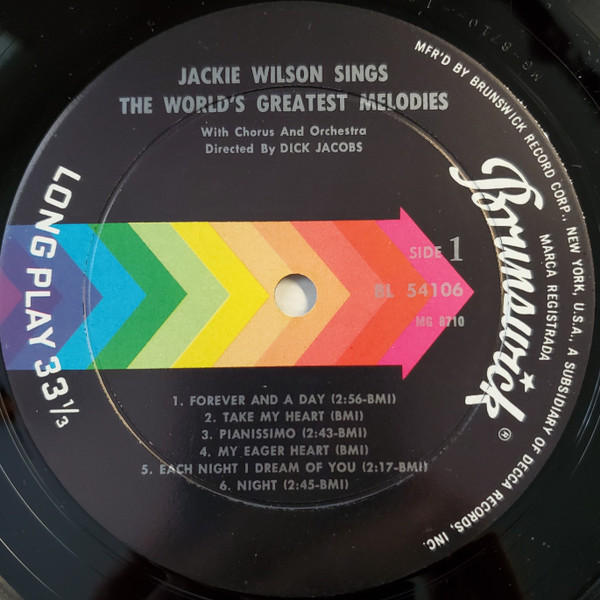 JACKIE WILSON SINGS
THE WORLD'S GREATEST MELODIES
With Chorus And Orchestra
Directed By DICK JACOBS
LONG PLAY 33 1/3
SIDE 1
BL 54106
MG 8710
Brunswick®
MARCA REGISTRADA
MFR'D BY BRUNSWICK RECORD CORP., NEW YORK, U.S.A., A SUBSIDIARY OF DECCA RECORDS, INC.
1. FOREVER AND A DAY (2:56-BMI)
2. TAKE MY HEART (BMI)
3. PIANISSIMO (2:43-BMI)
4. MY EAGER HEART (BMI)
5. EACH NIGHT I DREAM OF YOU (2:17-BMI)
6. NIGHT (2:45-BMI)